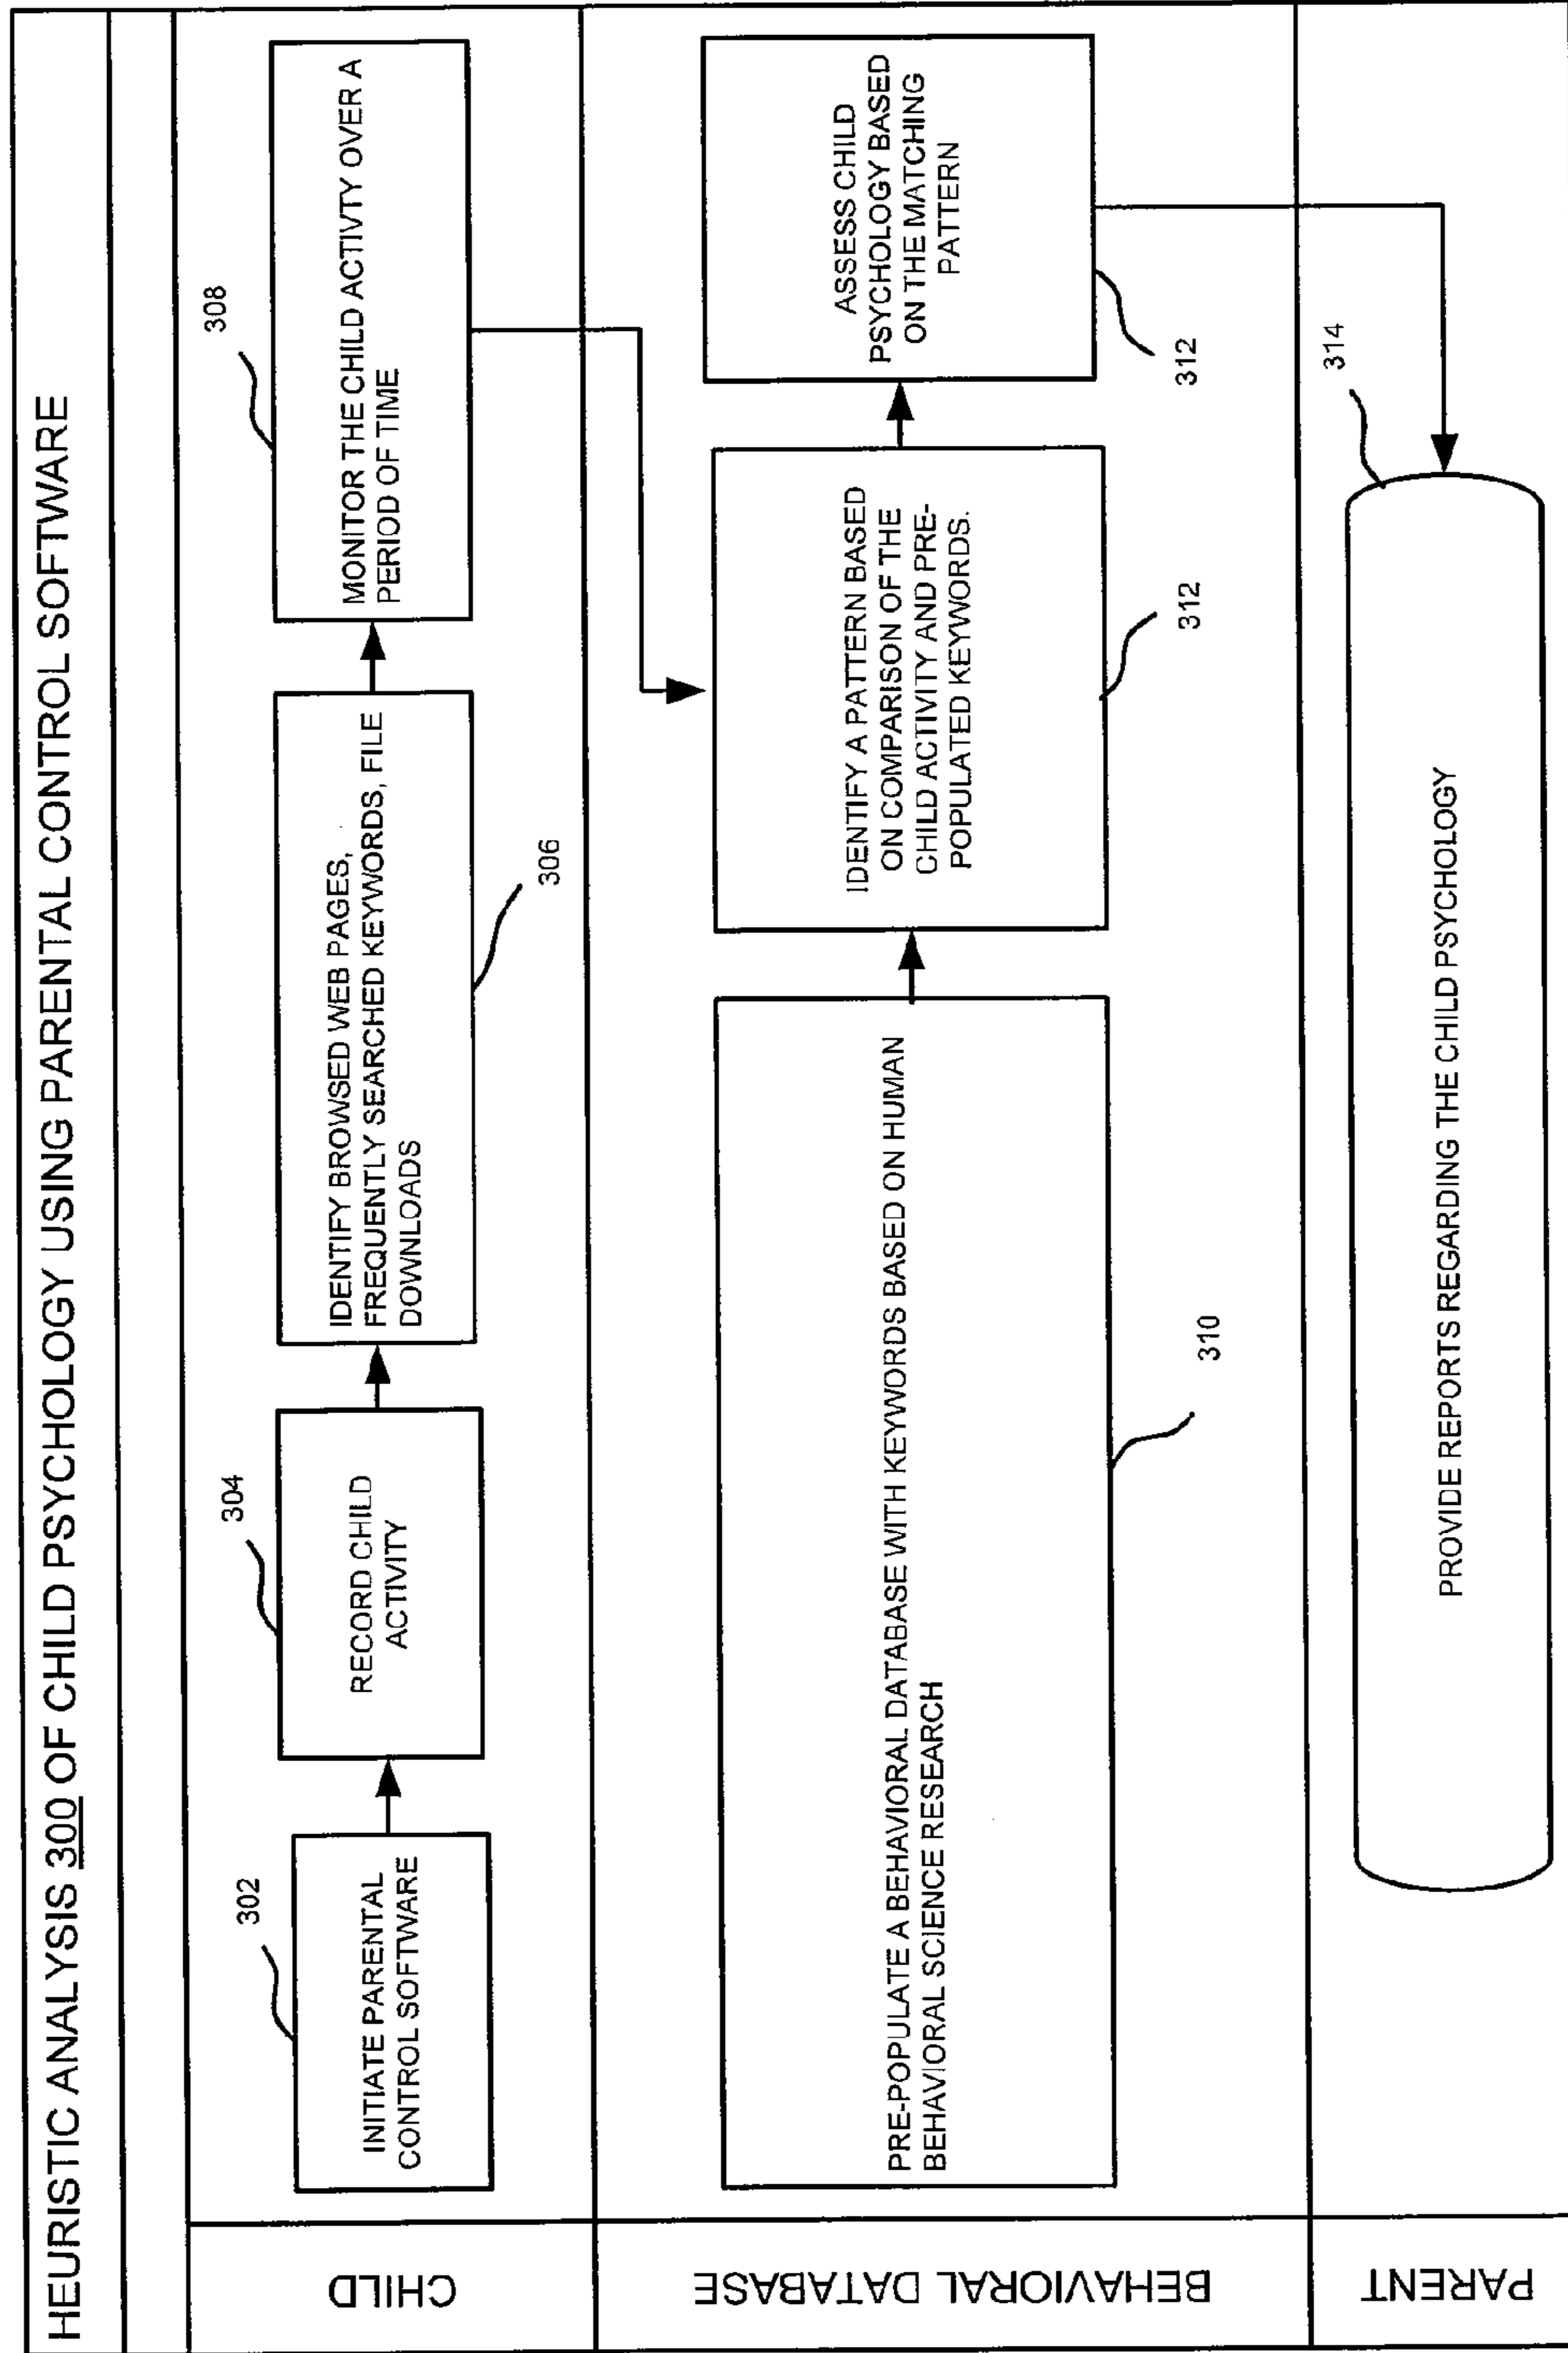 HEURISTIC ANALYSIS 300 OF CHILD PSYCHOLOGY USING PARENTAL CONTROL SOFTWARE
CHILD
302
INITIATE PARENTAL
CONTROL SOFTWARE
304
RECORD CHILD
ACTIVITY
IDENTIFY BROWSED WEB PAGES,
FREQUENTLY SEARCHED KEYWORDS, FILE
DOWNLOADS
306
308
MONITOR THE CHILD ACTIVTY OVER A
PERIOD OF TIME
BEHAVIORAL DATABASE
PRE-POPULATE A BEHAVIORAL DATABASE WITH KEYWORDS BASED ON HUMAN
BEHAVIORAL SCIENCE RESEARCH
310
IDENTIFY A PATTERN BASED
ON COMPARISON OF THE
CHILD ACTIVITY AND PRE-
POPULATED KEYWORDS.
312
ASSESS CHILD
PSYCHOLOGY BASED
ON THE MATCHING
PATTERN
312
PARENT
314
PROVIDE REPORTS REGARDING THE CHILD PSYCHOLOGY